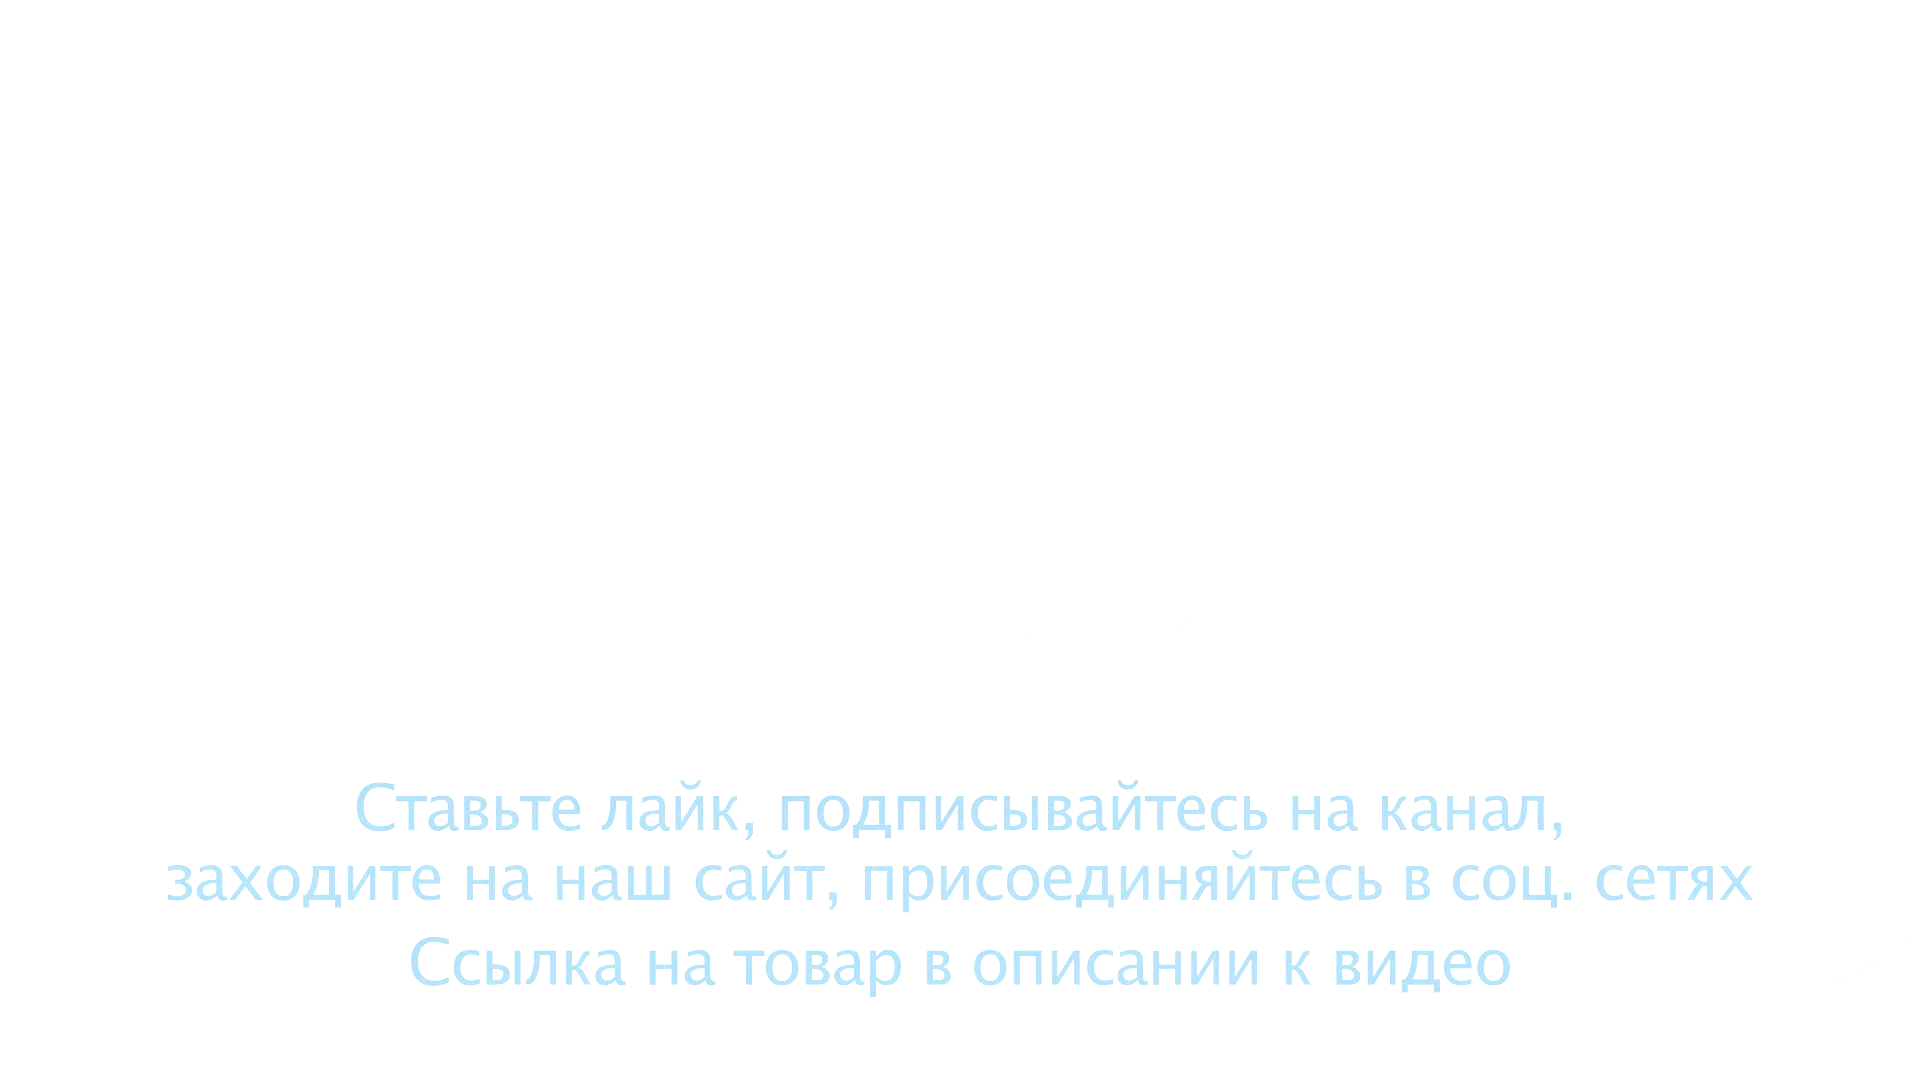 Ставьте лайк, подписывайтесь на канал,
заходите на наш сайт, присоединяйтесь в соц. сетях
Ссылка на товар в описании к видео